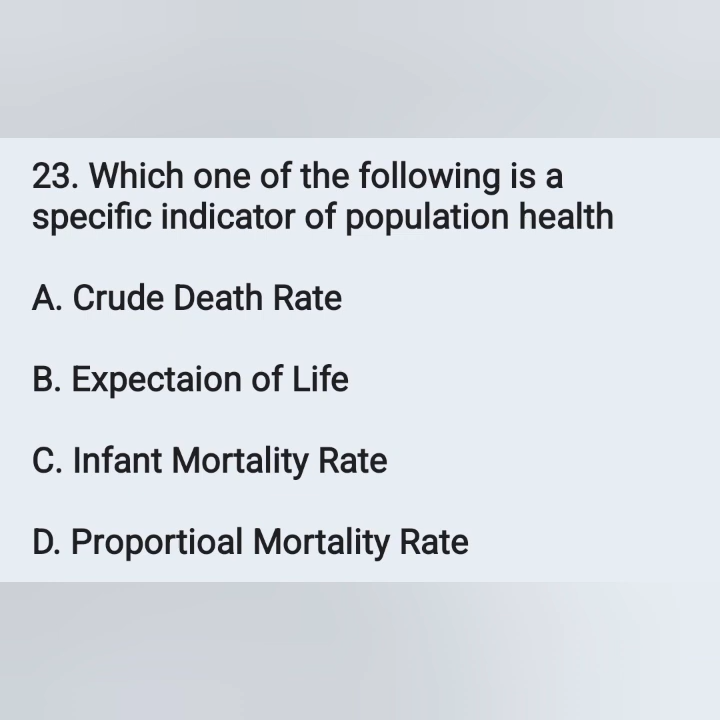 23. Which one of the following is a
specific indicator of population health
A. Crude Death Rate
B. Expectaion of Life
C. Infant Mortality Rate
D. Proportioal Mortality Rate